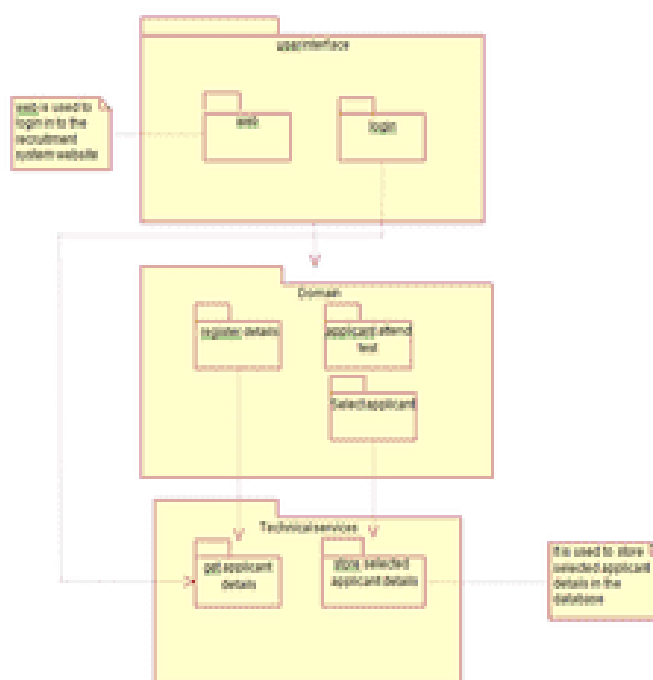 userinterface
web is used to
login in to the
recruitment
system website
web
login
Domain
register details
applicant attend
test
Selectapplicant
Technicalservices
get applicant
details
store selected
applicant details
It is used to store
selected applicant
details in the
database